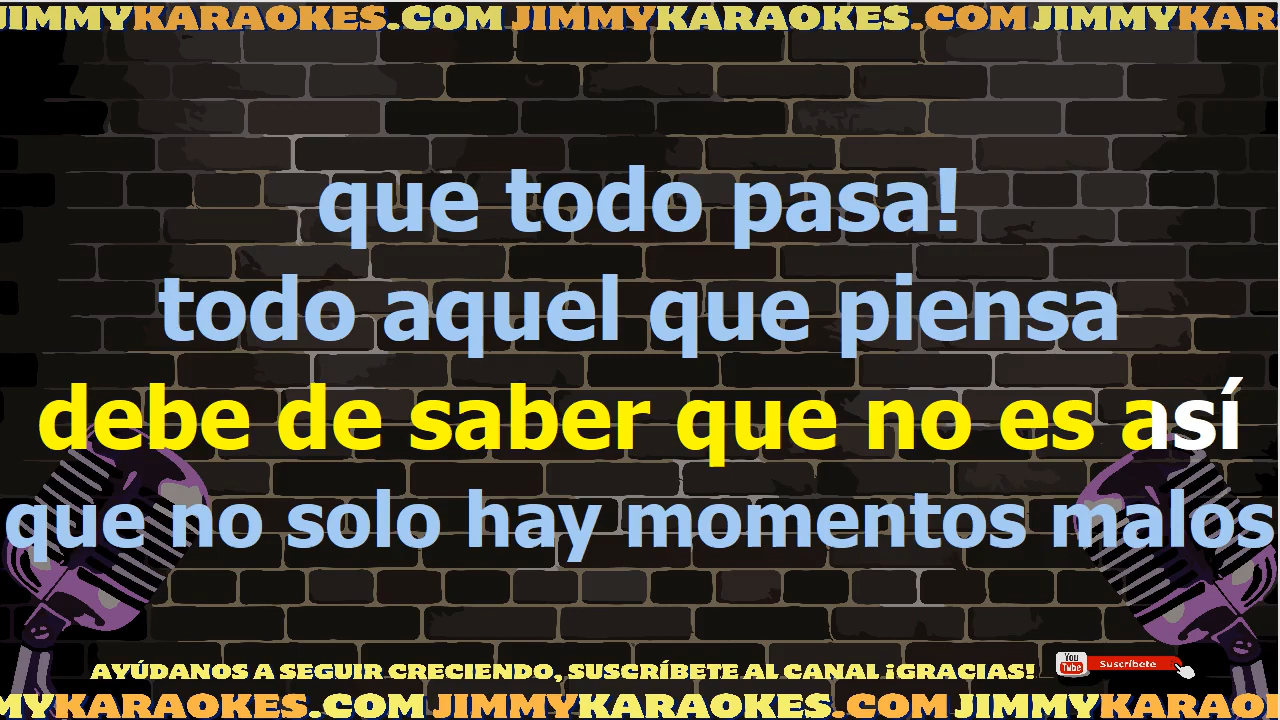 JIMMYKARAOKES.COM JIMMYKARAOKES.COM JIMMYKAR
que todo pasa!
todo aquel que piensa
debe de saber que no es así
que no solo hay momentos malos
AYÚDANOS A SEGUIR CRECIENDO, SUSCRÍBETE AL CANAL ¡GRACIAS!
You Tube Suscríbete
MYKARAOKES.COM JIMMYKARAOKES.COM JIMMYKARAO